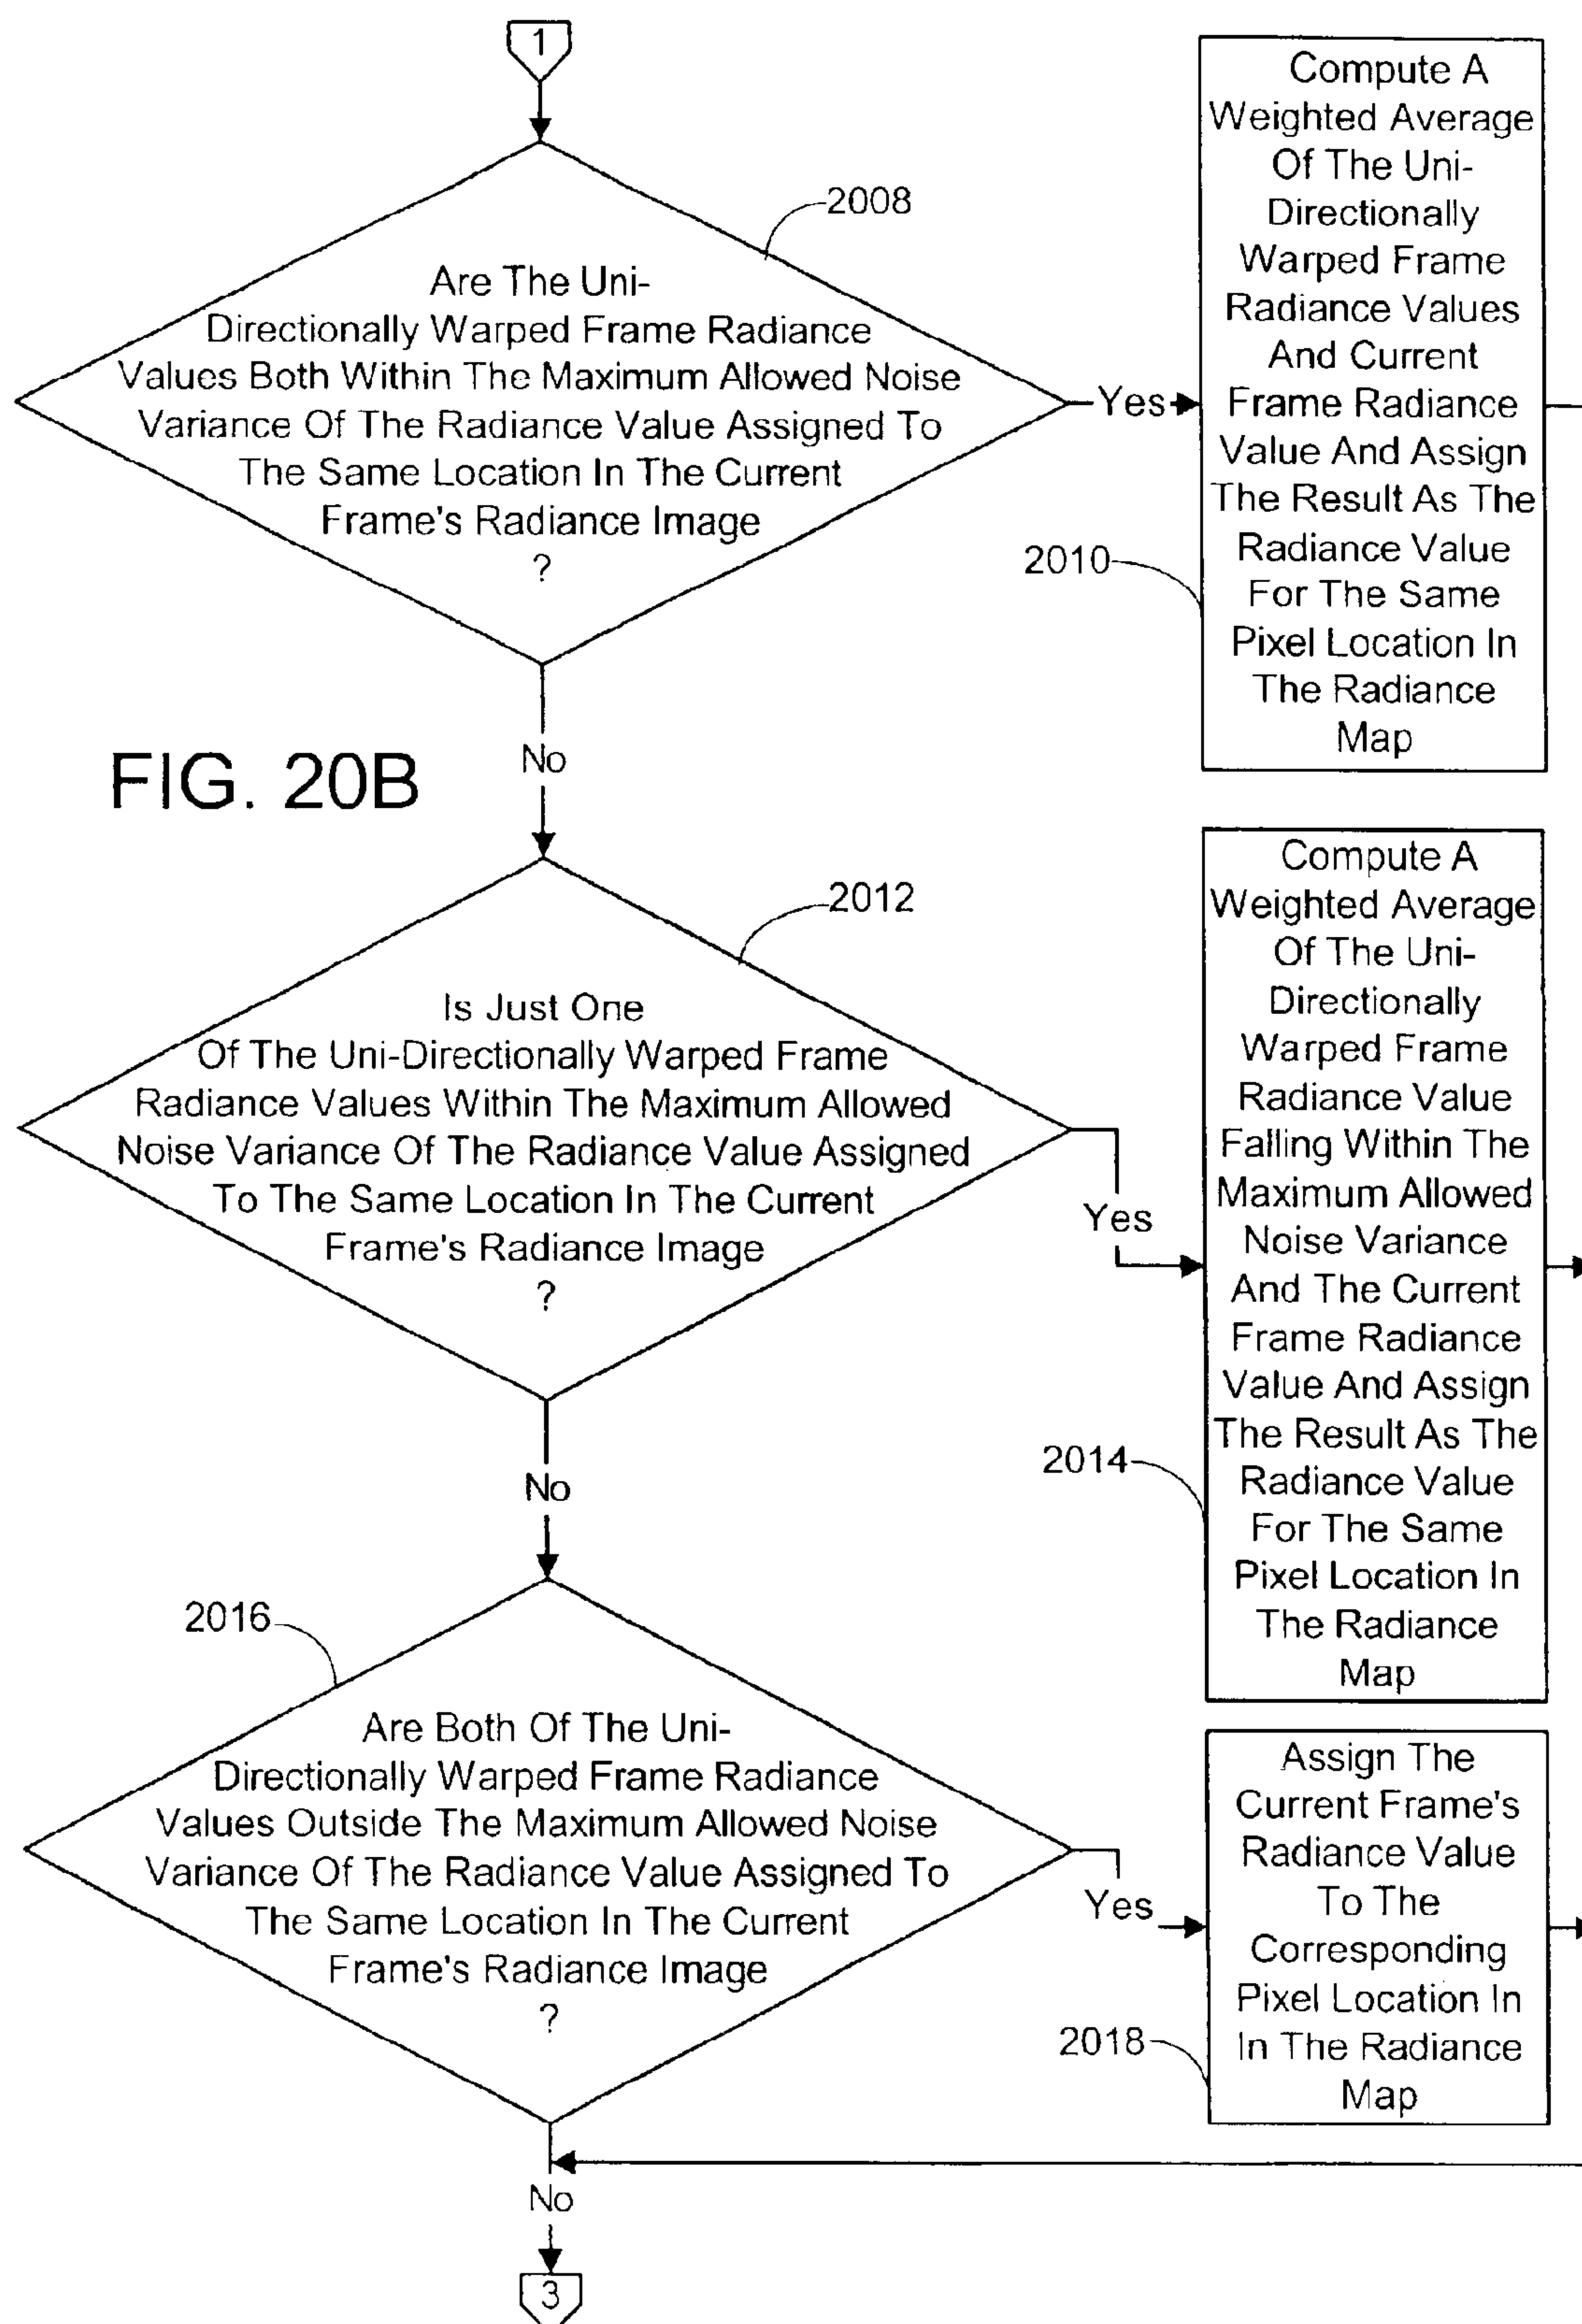 1
2008
Are The Uni-
Directionally Warped Frame Radiance
Values Both Within The Maximum Allowed Noise
Variance Of The Radiance Value Assigned To
The Same Location In The Current
Frame's Radiance Image
?
Yes
Compute A
Weighted Average
Of The Uni-
Directionally
Warped Frame
Radiance Values
And Current
Frame Radiance
Value And Assign
The Result As The
Radiance Value
For The Same
Pixel Location In
The Radiance
Map
2010
No
FIG. 20B
2012
Is Just One
Of The Uni-Directionally Warped Frame
Radiance Values Within The Maximum Allowed
Noise Variance Of The Radiance Value Assigned
To The Same Location In The Current
Frame's Radiance Image
?
Yes
Compute A
Weighted Average
Of The Uni-
Directionally
Warped Frame
Radiance Value
Falling Within The
Maximum Allowed
Noise Variance
And The Current
Frame Radiance
Value And Assign
The Result As The
Radiance Value
For The Same
Pixel Location In
The Radiance
Map
2014
No
2016
Are Both Of The Uni-
Directionally Warped Frame Radiance
Values Outside The Maximum Allowed Noise
Variance Of The Radiance Value Assigned To
The Same Location In The Current
Frame's Radiance Image
?
Yes
Assign The
Current Frame's
Radiance Value
To The
Corresponding
Pixel Location In
In The Radiance
Map
2018
No
3